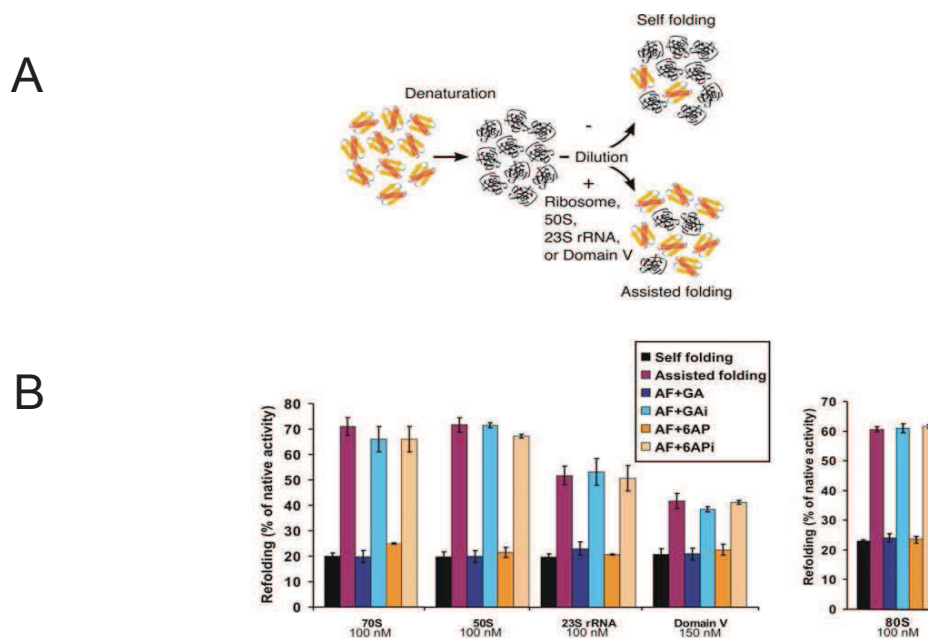 A
Self folding
Denaturation
-
Dilution
+
Ribosome,
50S,
23S rRNA,
or Domain V
Assisted folding
B
Self folding
Assisted folding
AF+GA
AF+GAi
AF+6AP
AF+6APi
Refolding (% of native activity)
80
70
60
50
40
30
20
10
0
70S 50S 23S rRNA Domain V
100 nM 100 nM 100 nM 150 nM
Refolding (% of native activity)
70
60
50
40
30
20
10
0
80S
100 nM